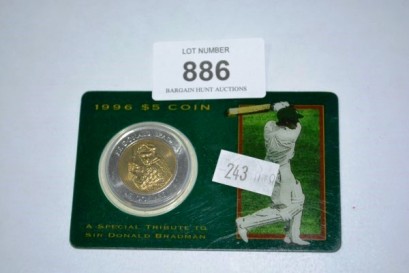 LOT NUMBER
886
BARGAIN HUNT AUCTIONS
1996 $5 COIN
243
A SPECIAL TRIBUTE TO
SIR DONALD BRADMAN